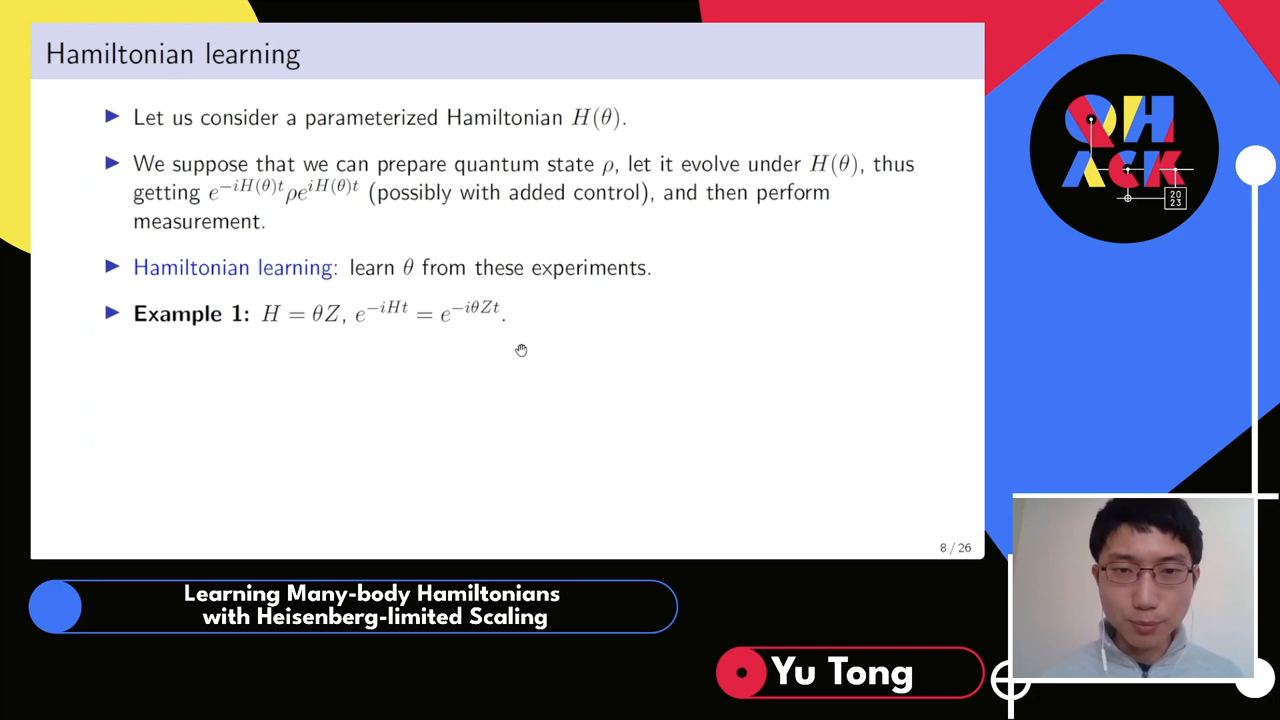 Hamiltonian learning
▶ Let us consider a parameterized Hamiltonian H(θ).
▶ We suppose that we can prepare quantum state ρ, let it evolve under H(θ), thus
getting e^{-iH(θ)t}ρe^{iH(θ)t} (possibly with added control), and then perform
measurement.
▶ Hamiltonian learning: learn θ from these experiments.
▶ Example 1: H = θZ, e^{-iHt} = e^{-iθZt}.
8 / 26
QH
ACK
20
23
Learning Many-body Hamiltonians
with Heisenberg-limited Scaling
Yu Tong